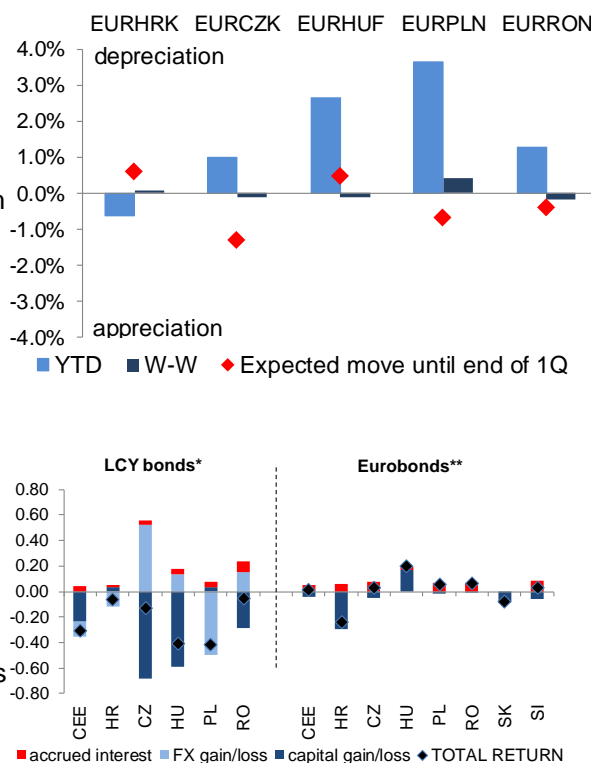 EURHRK EURCZK EURHUF EURPLN EURRON
4.0%
depreciation
3.0%
2.0%
1.0%
0.0%
n
-1.0%
-2.0%
-3.0%
appreciation
-4.0%
YTD W-W Expected move until end of 1Q
LCY bonds* Eurobonds**
0.80
0.60
0.40
0.20
0.00
-0.20
-0.40
-0.60
s
-0.80
CEE HR CZ HU PL RO CEE HR CZ HU PL RO SK SI
accrued interest FX gain/loss capital gain/loss TOTAL RETURN